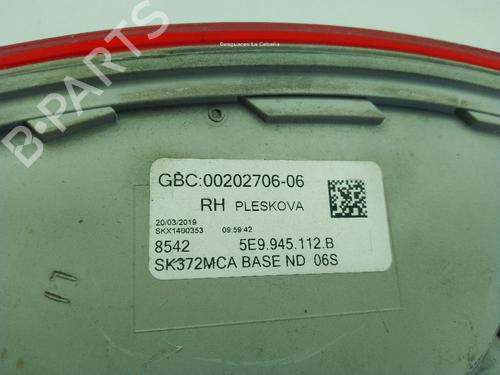 Desguaces La Cabaña
B-PARTS
GBC:00202706-06
RH PLESKOVA
20/03/2019 09:59:42
SKX1490353
8542 5E9.945.112.B
SK372MCA BASE ND 06S